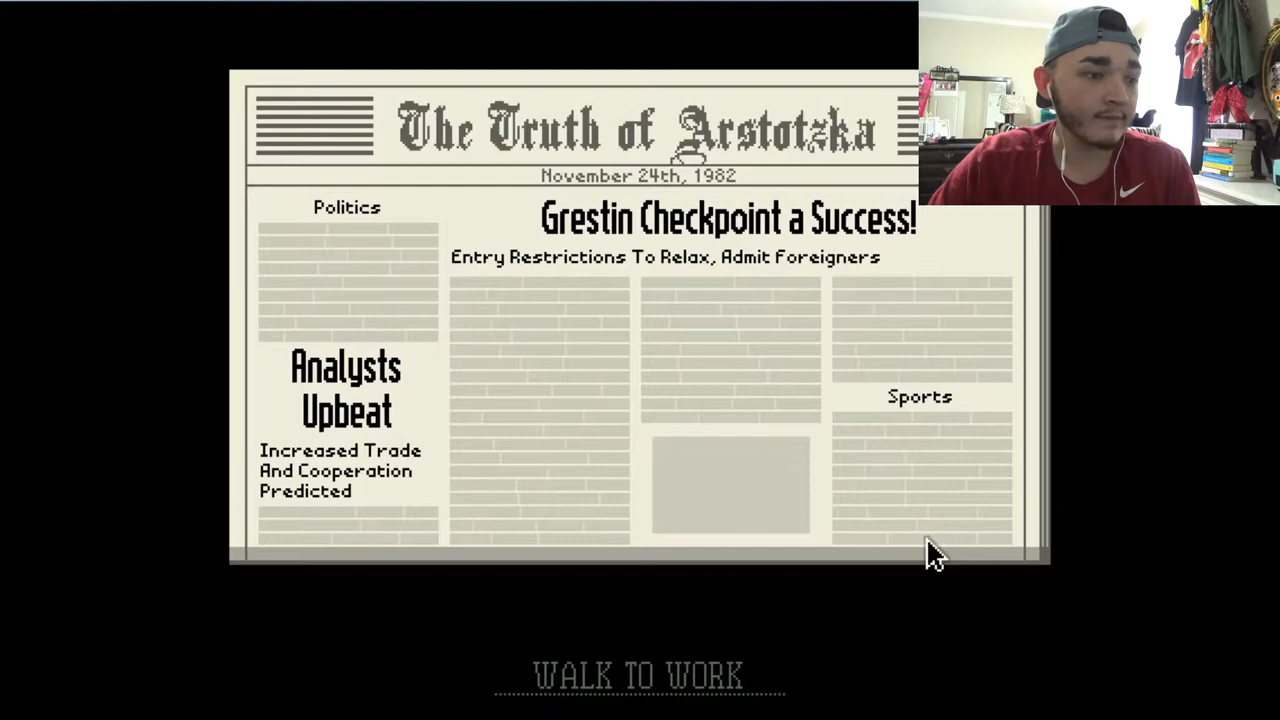 The Truth of Arstotzka
November 24th, 1982
Politics
Grestin Checkpoint a Success!
Entry Restrictions To Relax, Admit Foreigners
Analysts
Upbeat
Increased Trade
And Cooperation
Predicted
Sports
WALK TO WORK